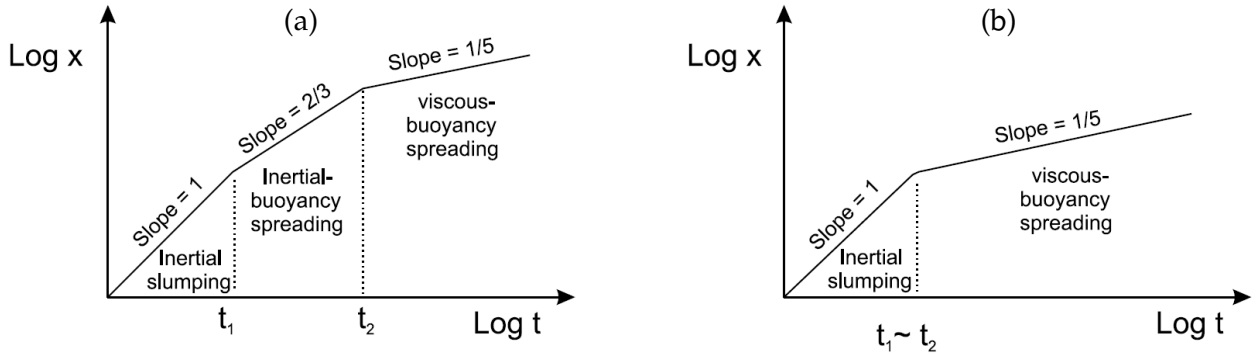 (a)
Log x
Slope = 1
Slope = 2/3
Slope = 1/5
Inertial
slumping
Inertial-
buoyancy
spreading
viscous-
buoyancy
spreading
t₁
t₂
Log t
(b)
Log x
Slope = 1
Slope = 1/5
Inertial
slumping
viscous-
buoyancy
spreading
t₁~ t₂
Log t